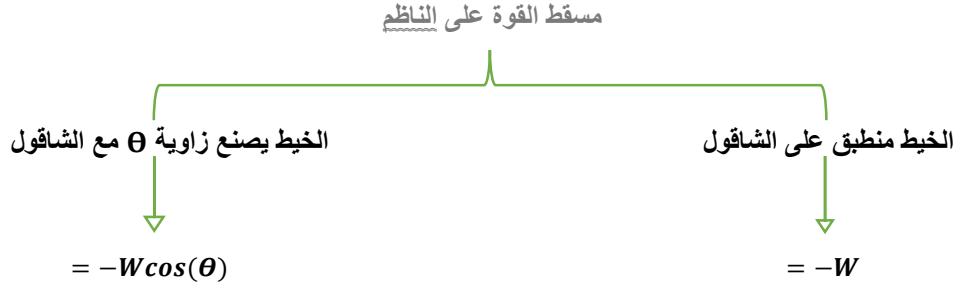 مسقط القوة على الناظم
الخيط منطبق على الشاقول
الخيط يصنع زاوية θ مع الشاقول
= −W
= −Wcos(θ)